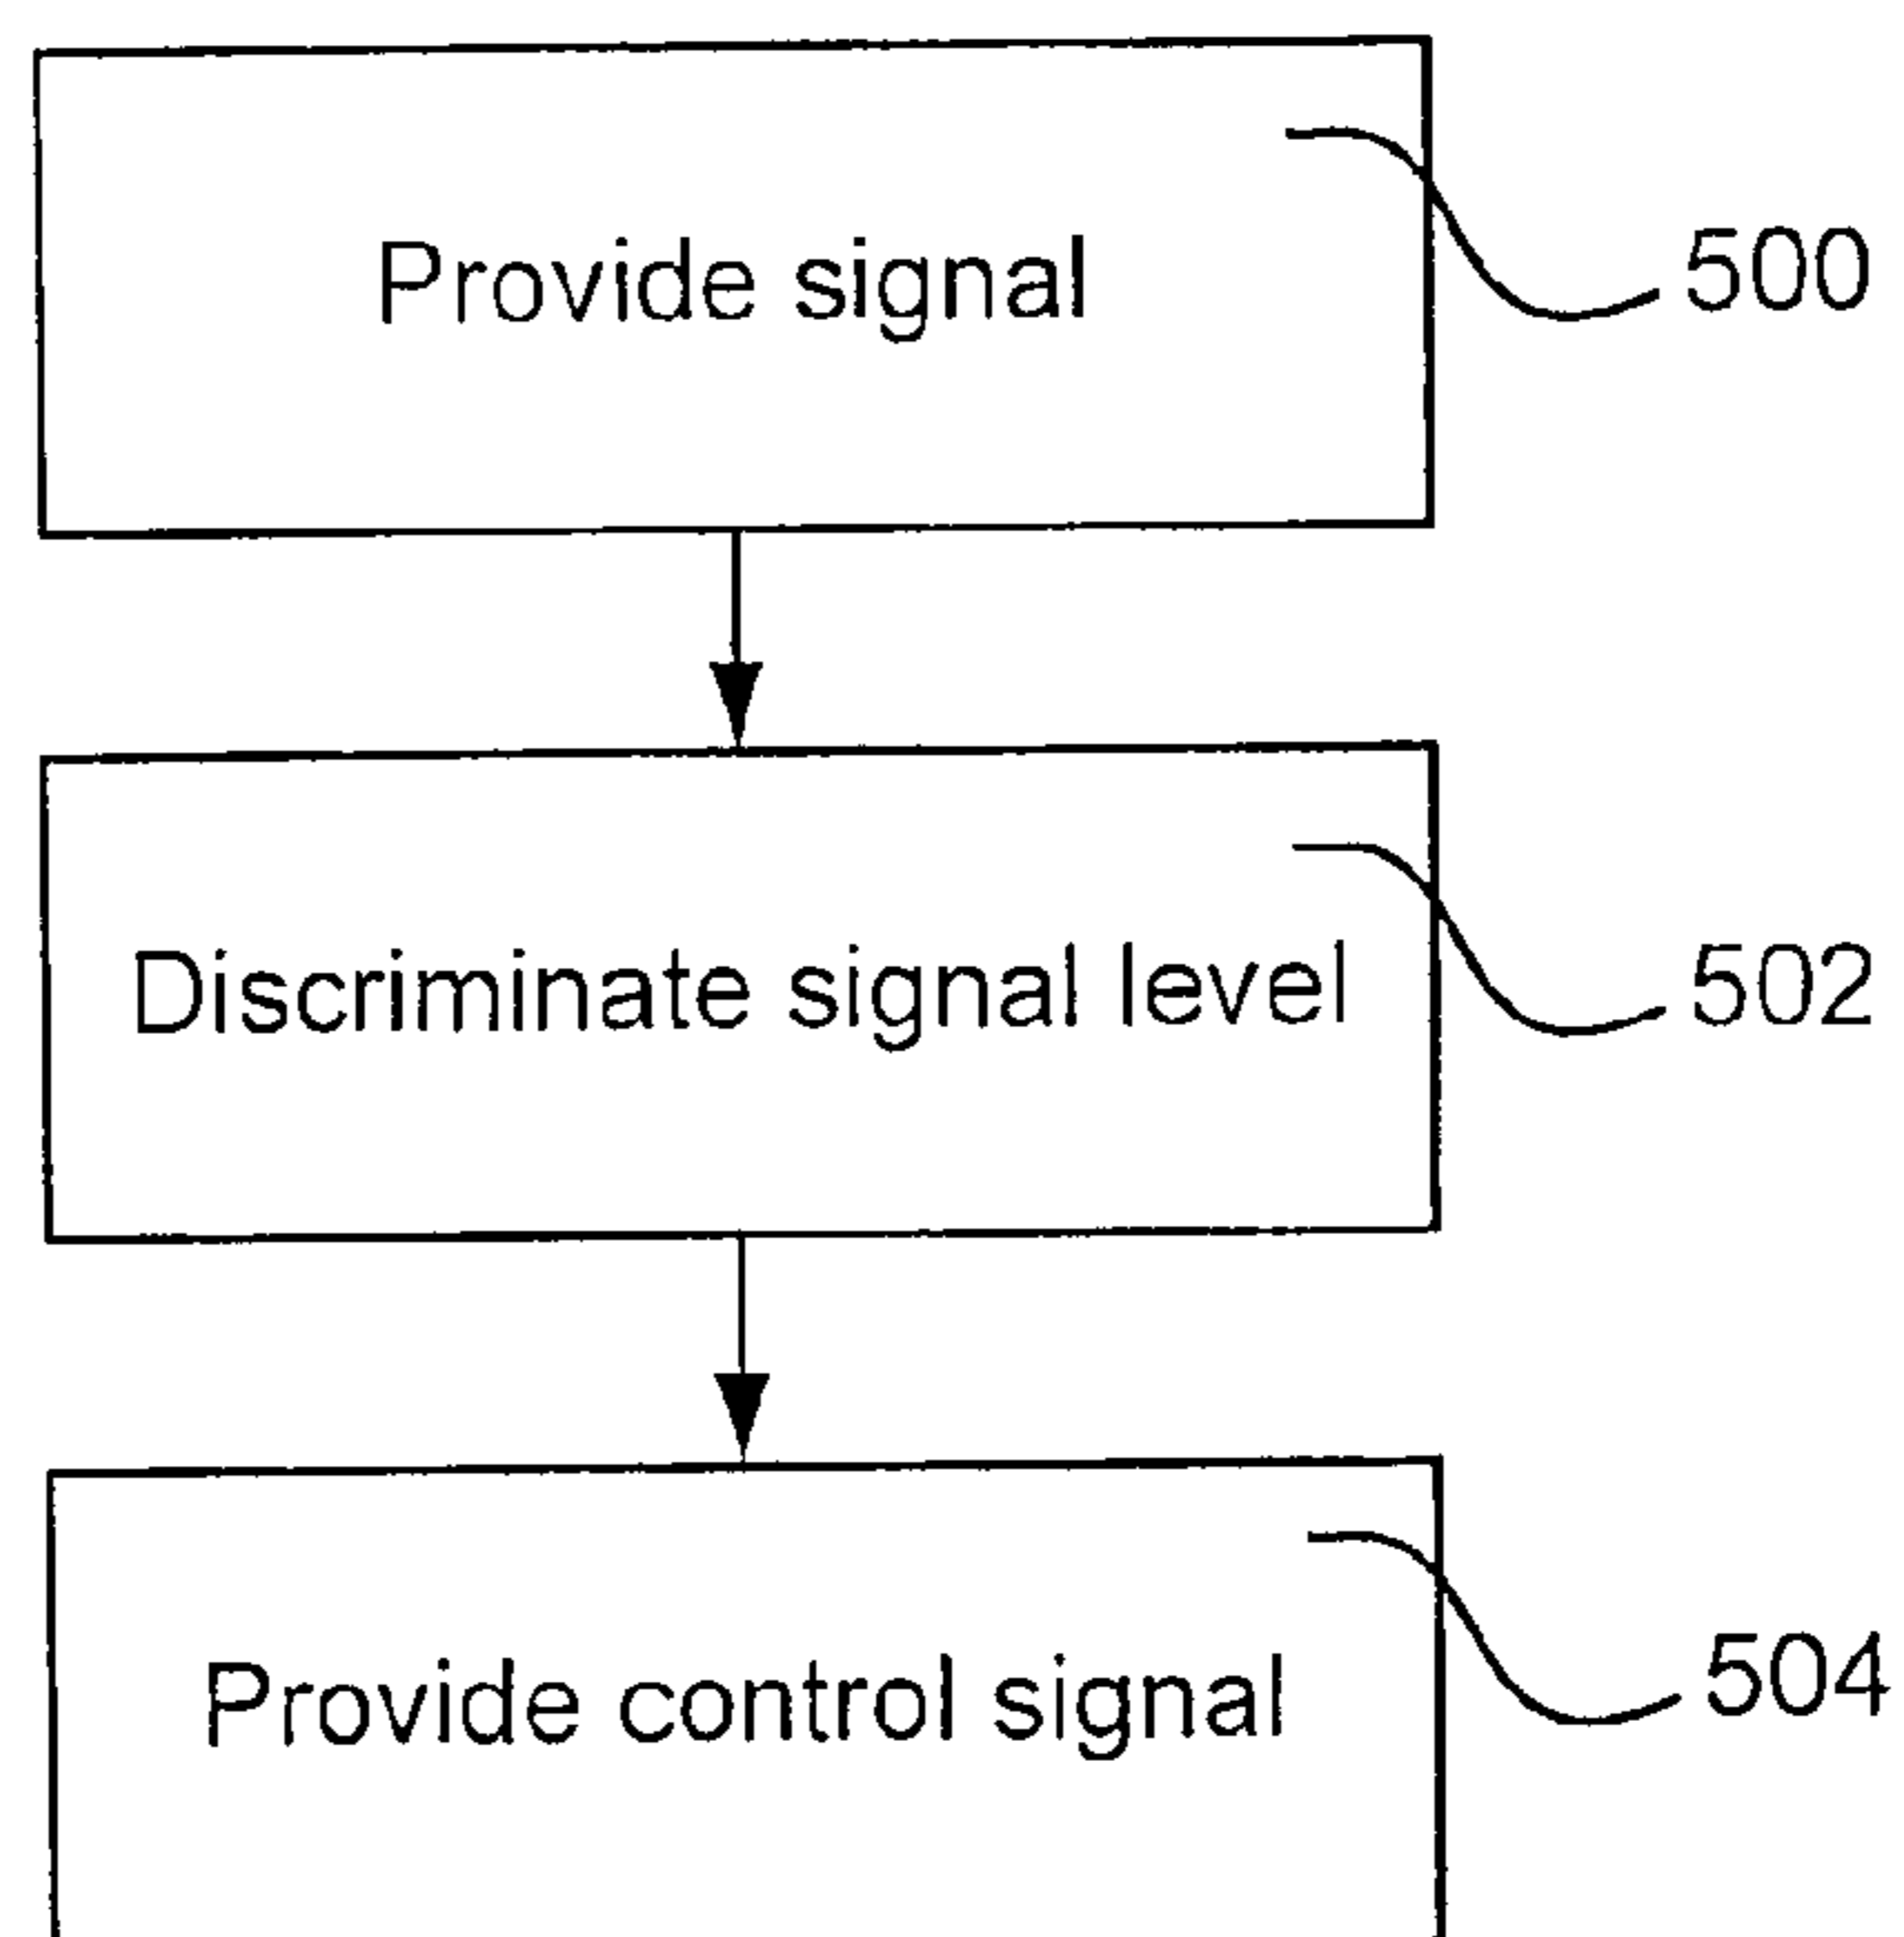 Provide signal
500
Discriminate signal level
502
Provide control signal
504